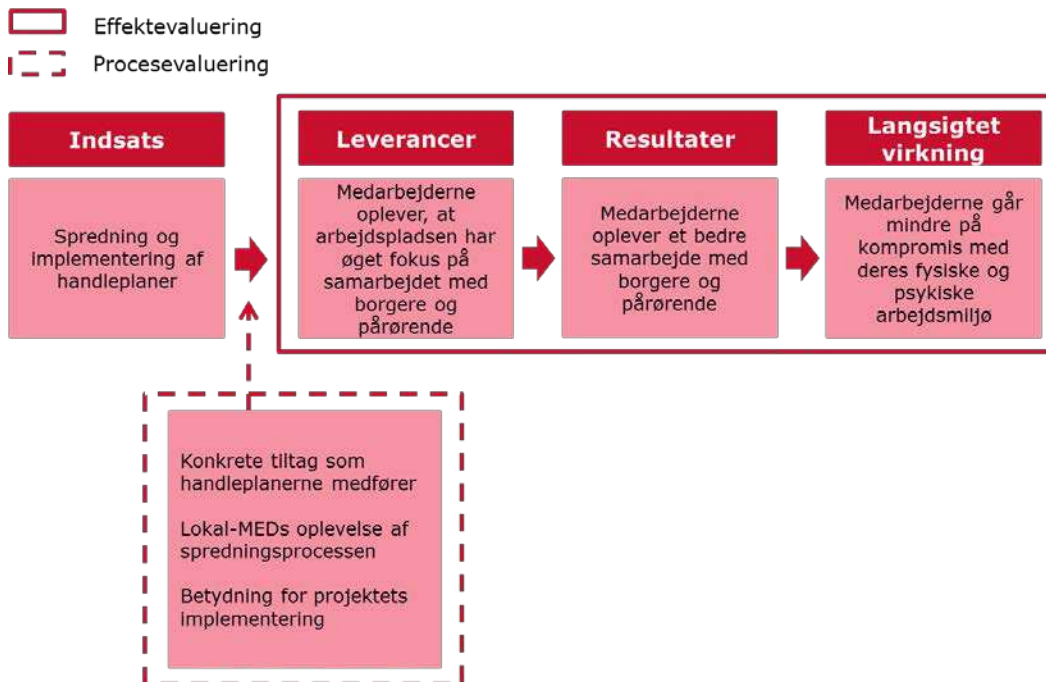 Effektevaluering
Procesevaluering
Indsats
Spredning og
implementering af
handleplaner
Leverancer
Medarbejderne
oplever, at
arbejdspladsen har
øget fokus på
samarbejdet med
borgere og
pårørende
Resultater
Medarbejderne
oplever et bedre
samarbejde med
borgere og
pårørende
Langsigtet
virkning
Medarbejderne går
mindre på
kompromis med
deres fysiske og
psykiske
arbejdsmiljø
Konkrete tiltag som
handleplanerne medfører
Lokal-MEDs oplevelse af
spredningsprocessen
Betydning for projektets
implementering